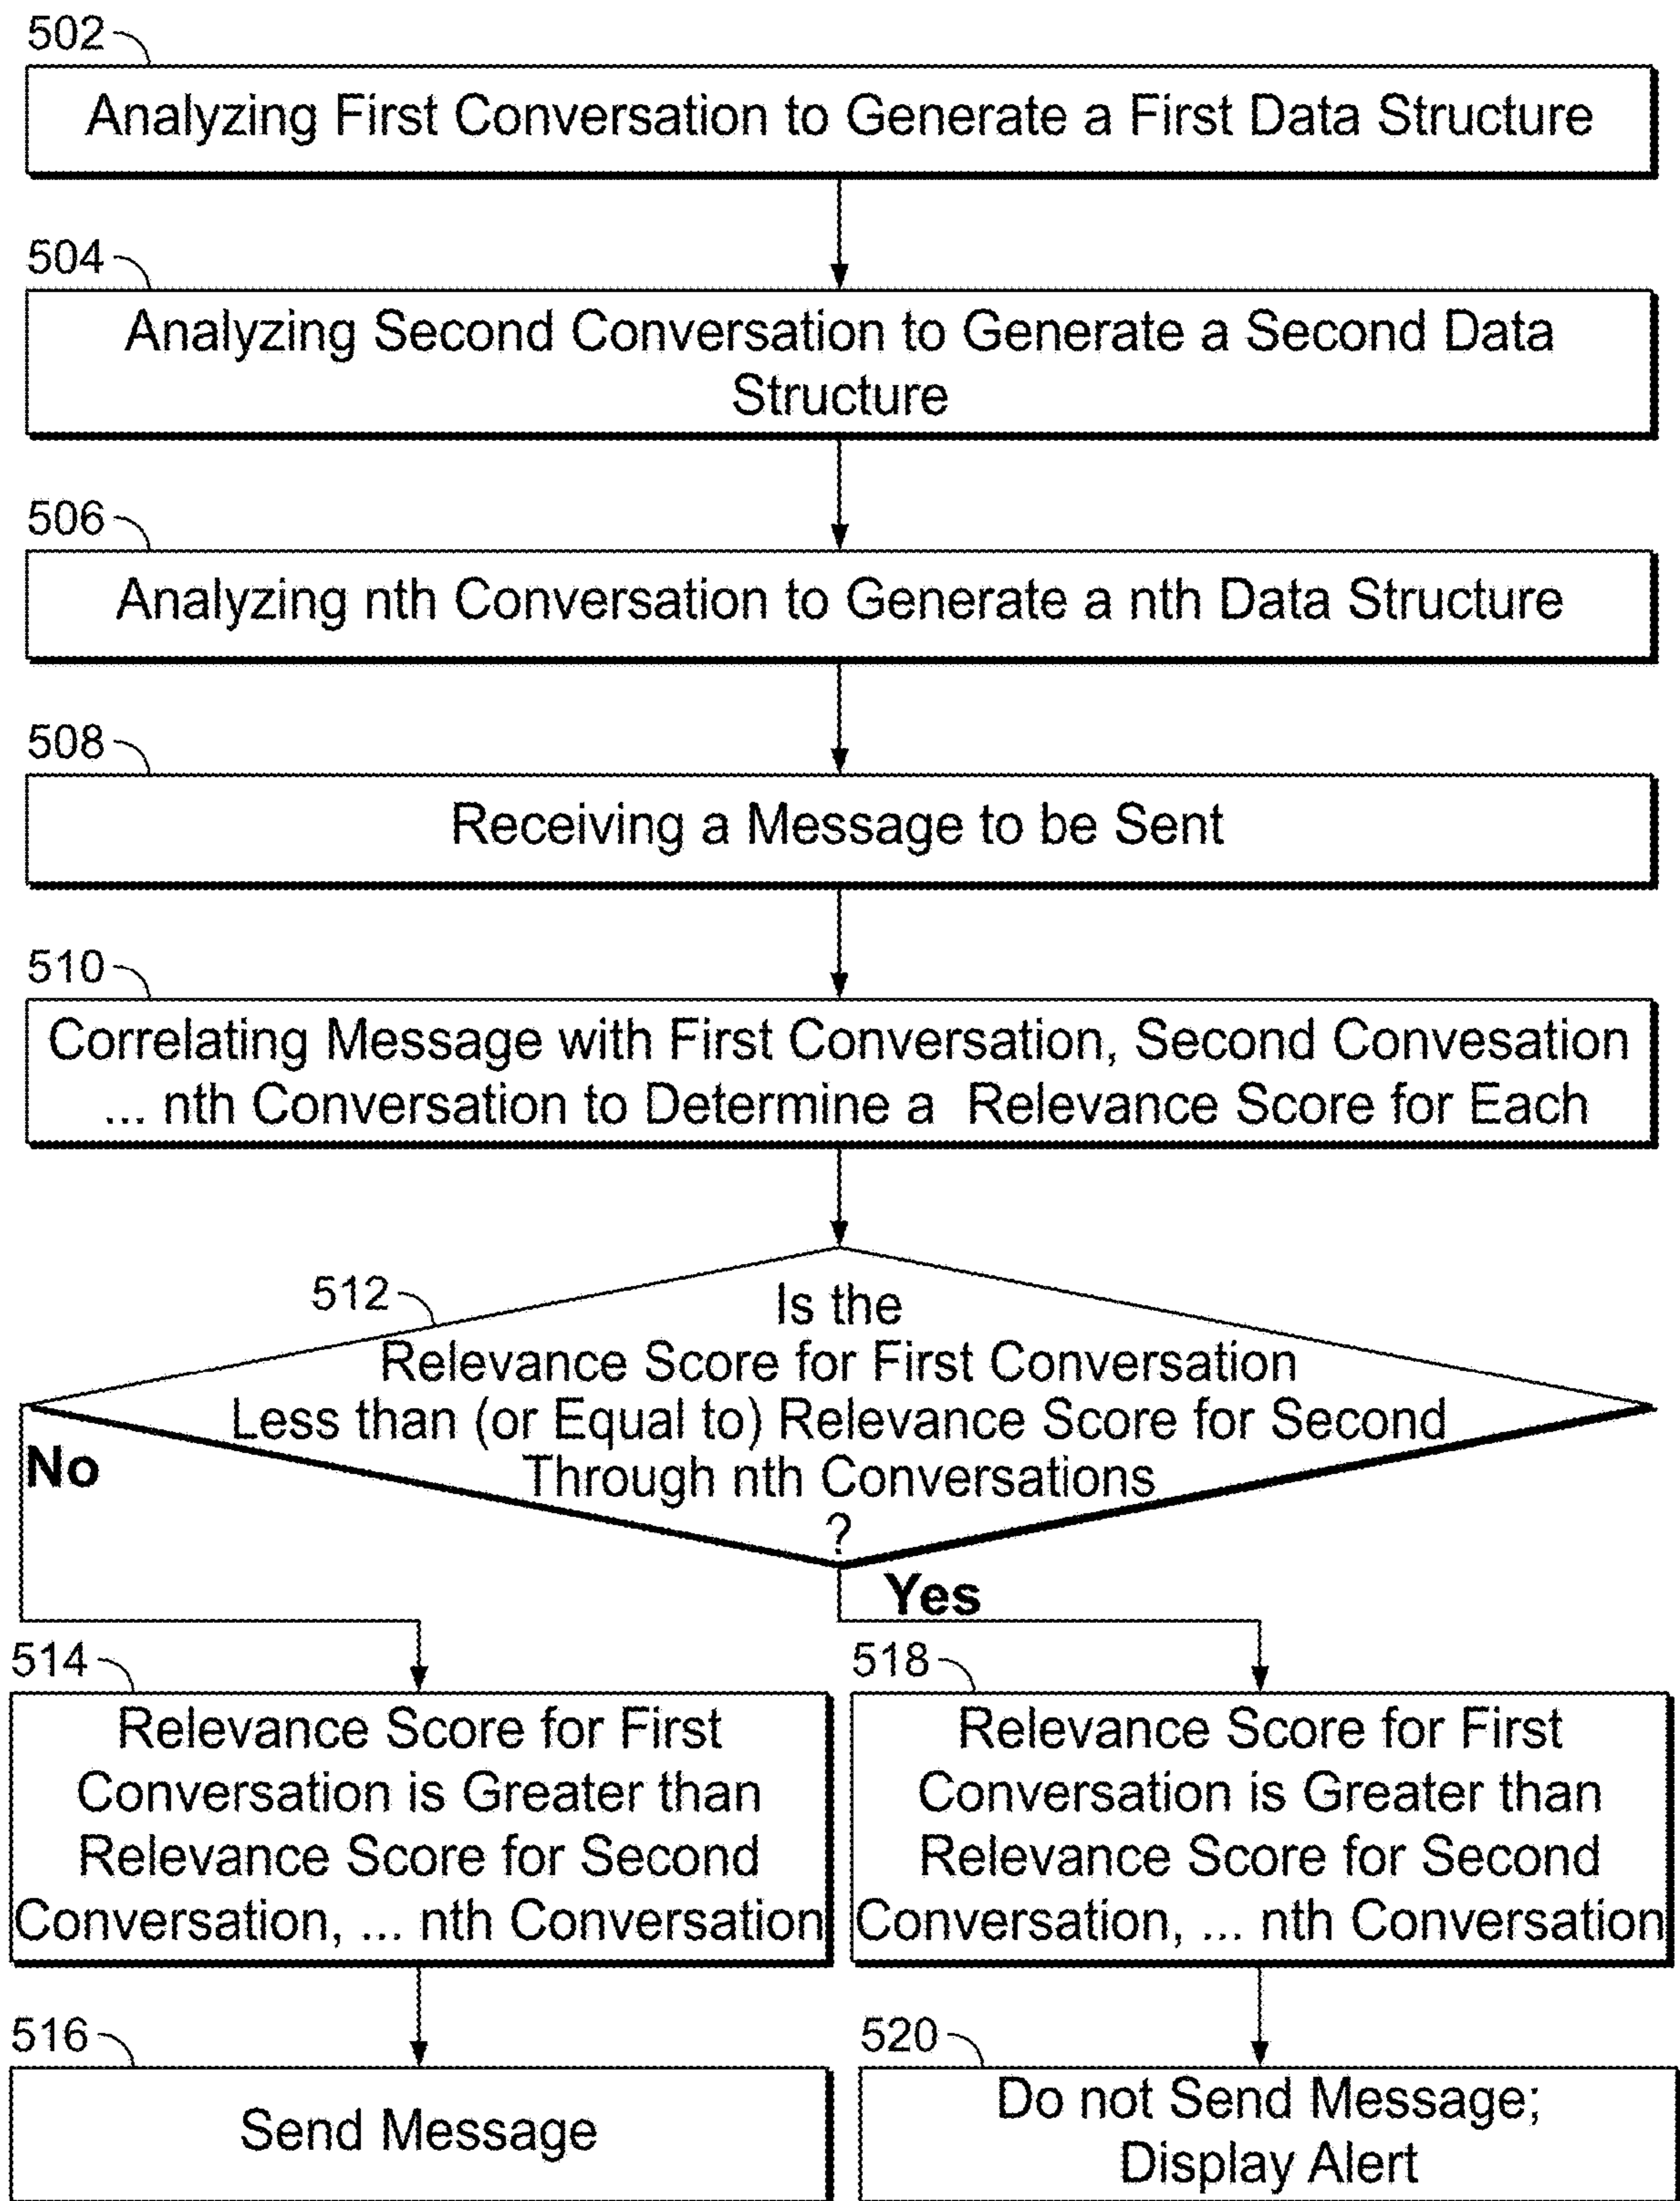 502
Analyzing First Conversation to Generate a First Data Structure
504
Analyzing Second Conversation to Generate a Second Data
Structure
506
Analyzing nth Conversation to Generate a nth Data Structure
508
Receiving a Message to be Sent
510
Correlating Message with First Conversation, Second Convesation
... nth Conversation to Determine a Relevance Score for Each
512
Is the
Relevance Score for First Conversation
Less than (or Equal to) Relevance Score for Second
Through nth Conversations
?
No
Yes
514
Relevance Score for First
Conversation is Greater than
Relevance Score for Second
Conversation, ... nth Conversation
518
Relevance Score for First
Conversation is Greater than
Relevance Score for Second
Conversation, ... nth Conversation
516
Send Message
520
Do not Send Message;
Display Alert